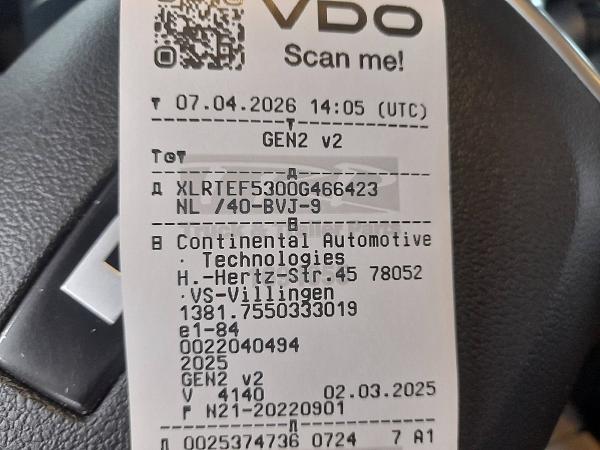 VDO
Scan me!
▼ 07.04.2026 14:05 (UTC)
GEN2 v2
XLRTEF5300G466423
NL /40-BVJ-9
Continental Automotive
· Technologies
H.-Hertz-Str.45 78052
·VS-Villingen
1381.7550333019
e1-84
0022040494
2025
GEN2 v2
V 4140 02.03.2025
N21-20220901
0025374736 0724 7 A1